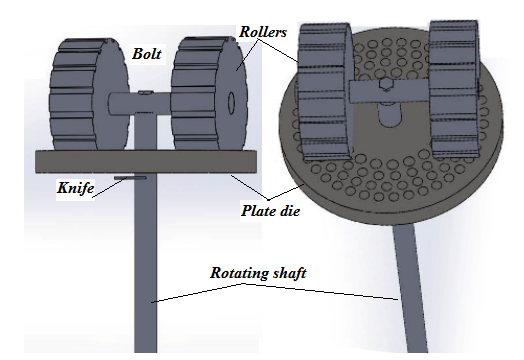 Rollers
Bolt
Knife
Plate die
Rotating shaft